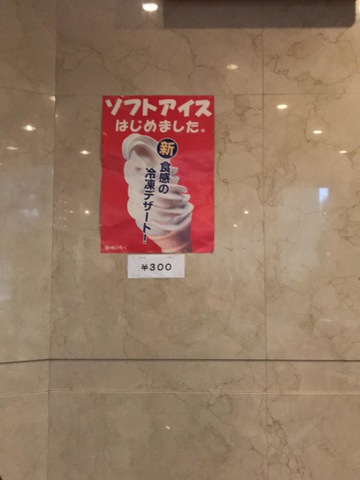 ソフトアイス
はじめました。
新食感の
冷凍デザート!
¥300